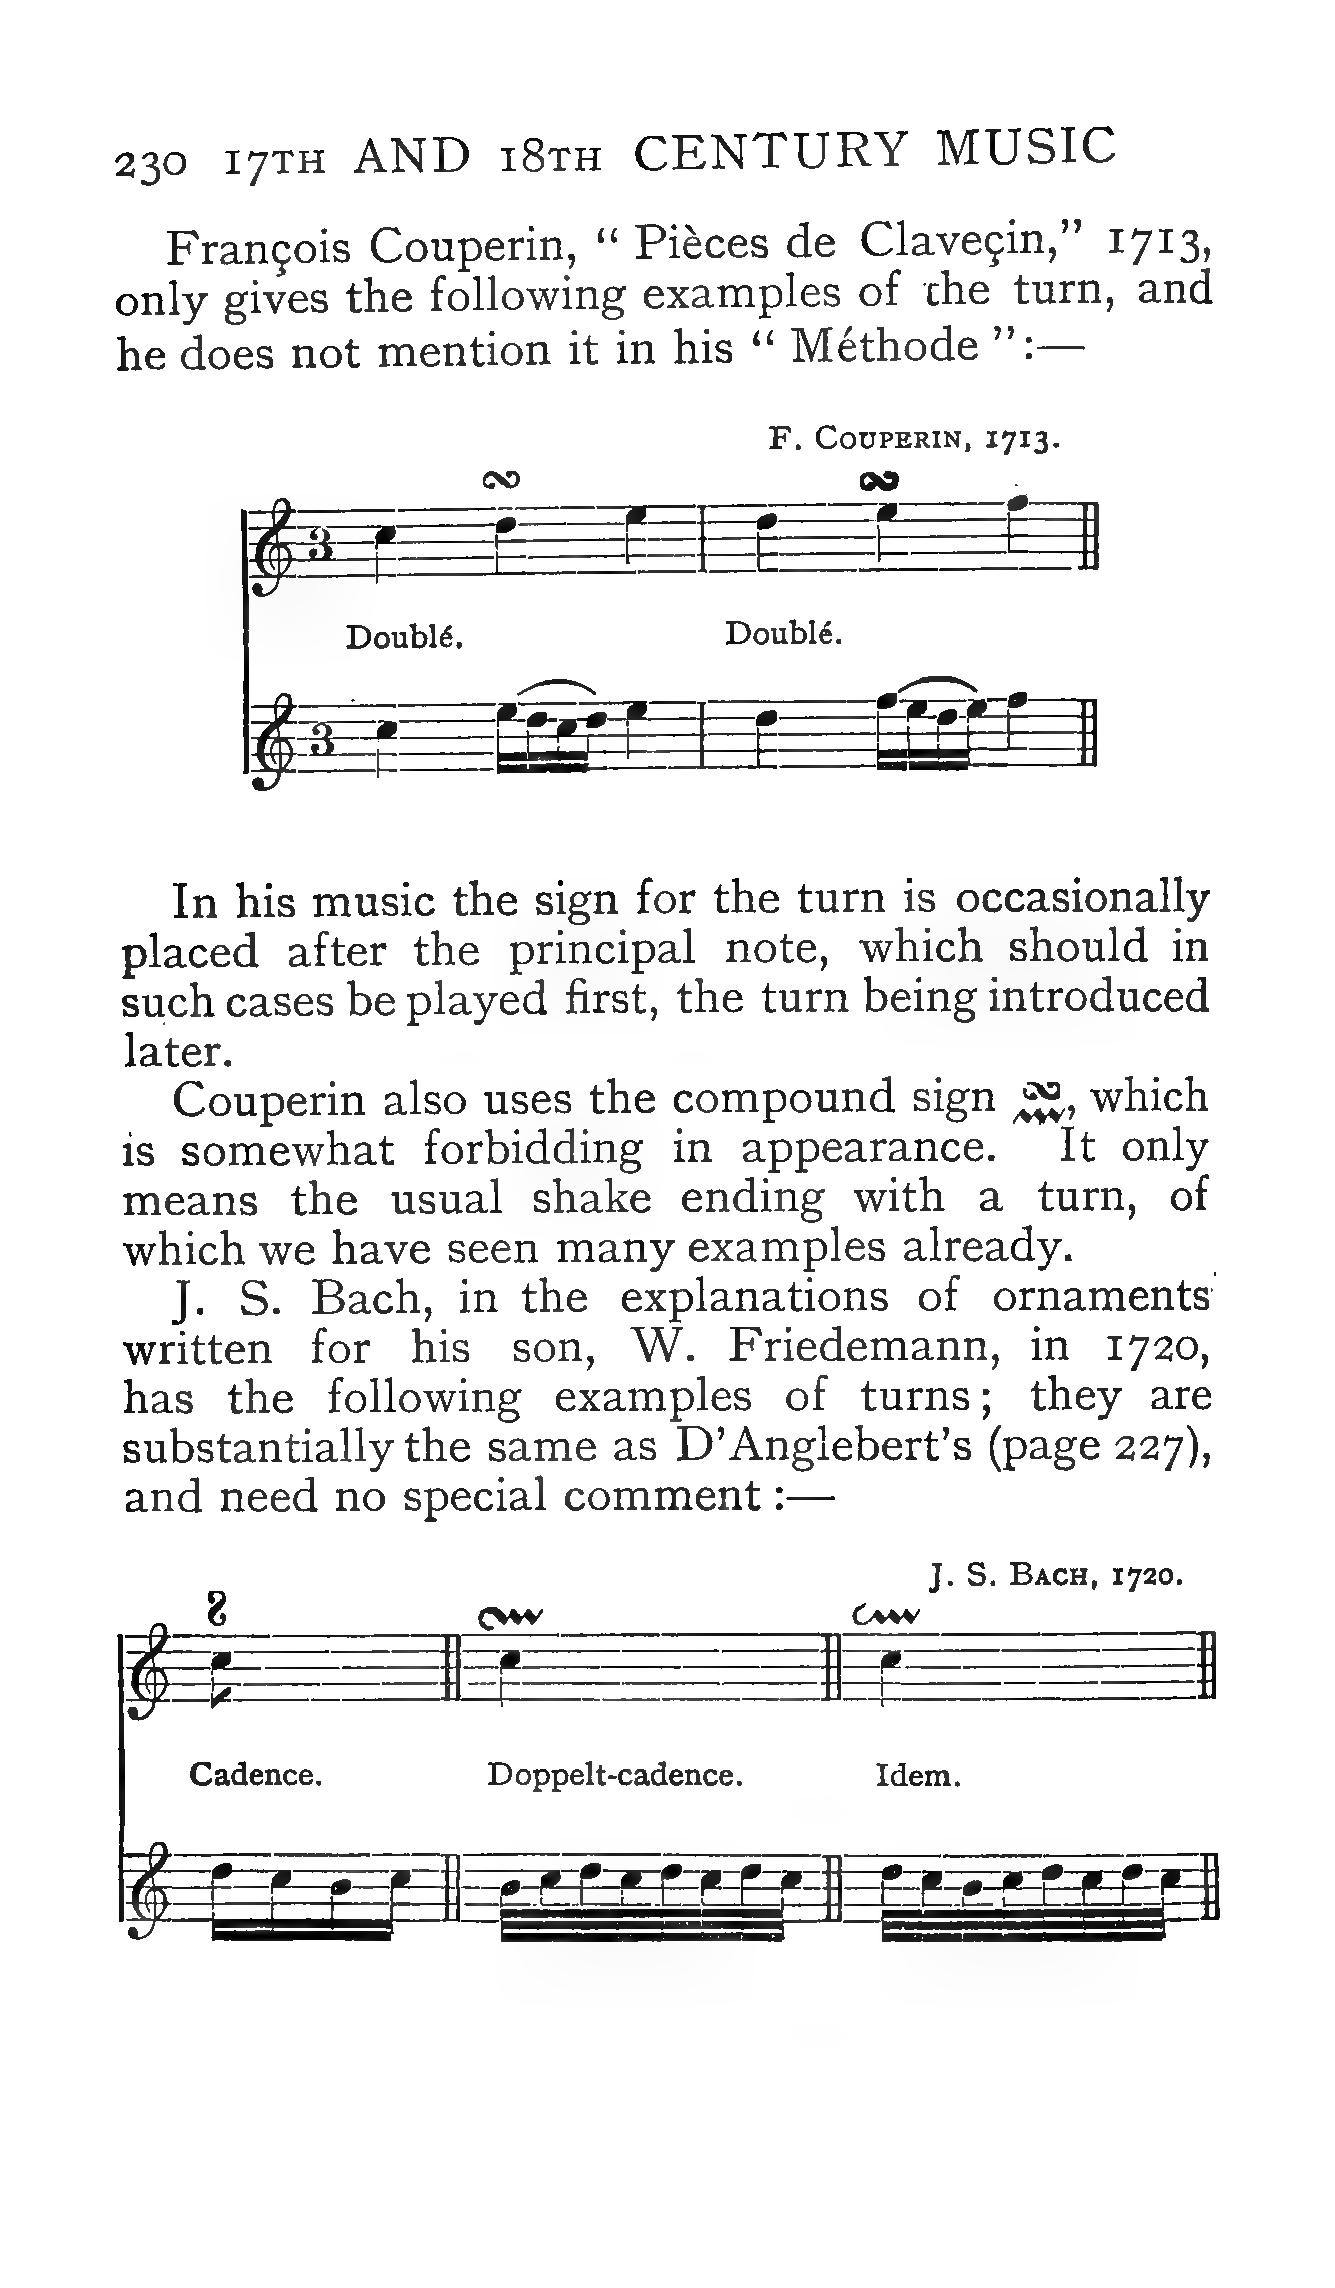 230 17TH AND 18TH CENTURY MUSIC
François Couperin, “ Pièces de Claveçin,” 1713,
only gives the following examples of the turn, and
he does not mention it in his “ Méthode ”:—
F. COUPERIN, 1713.
3
Doublé. Doublé.
3
In his music the sign for the turn is occasionally
placed after the principal note, which should in
such cases be played first, the turn being introduced
later.
Couperin also uses the compound sign , which
is somewhat forbidding in appearance. It only
means the usual shake ending with a turn, of
which we have seen many examples already.
J. S. Bach, in the explanations of ornaments
written for his son, W. Friedemann, in 1720,
has the following examples of turns; they are
substantially the same as D’Anglebert’s (page 227),
and need no special comment :—
J. S. BACH, 1720.
Cadence. Doppelt-cadence. Idem.